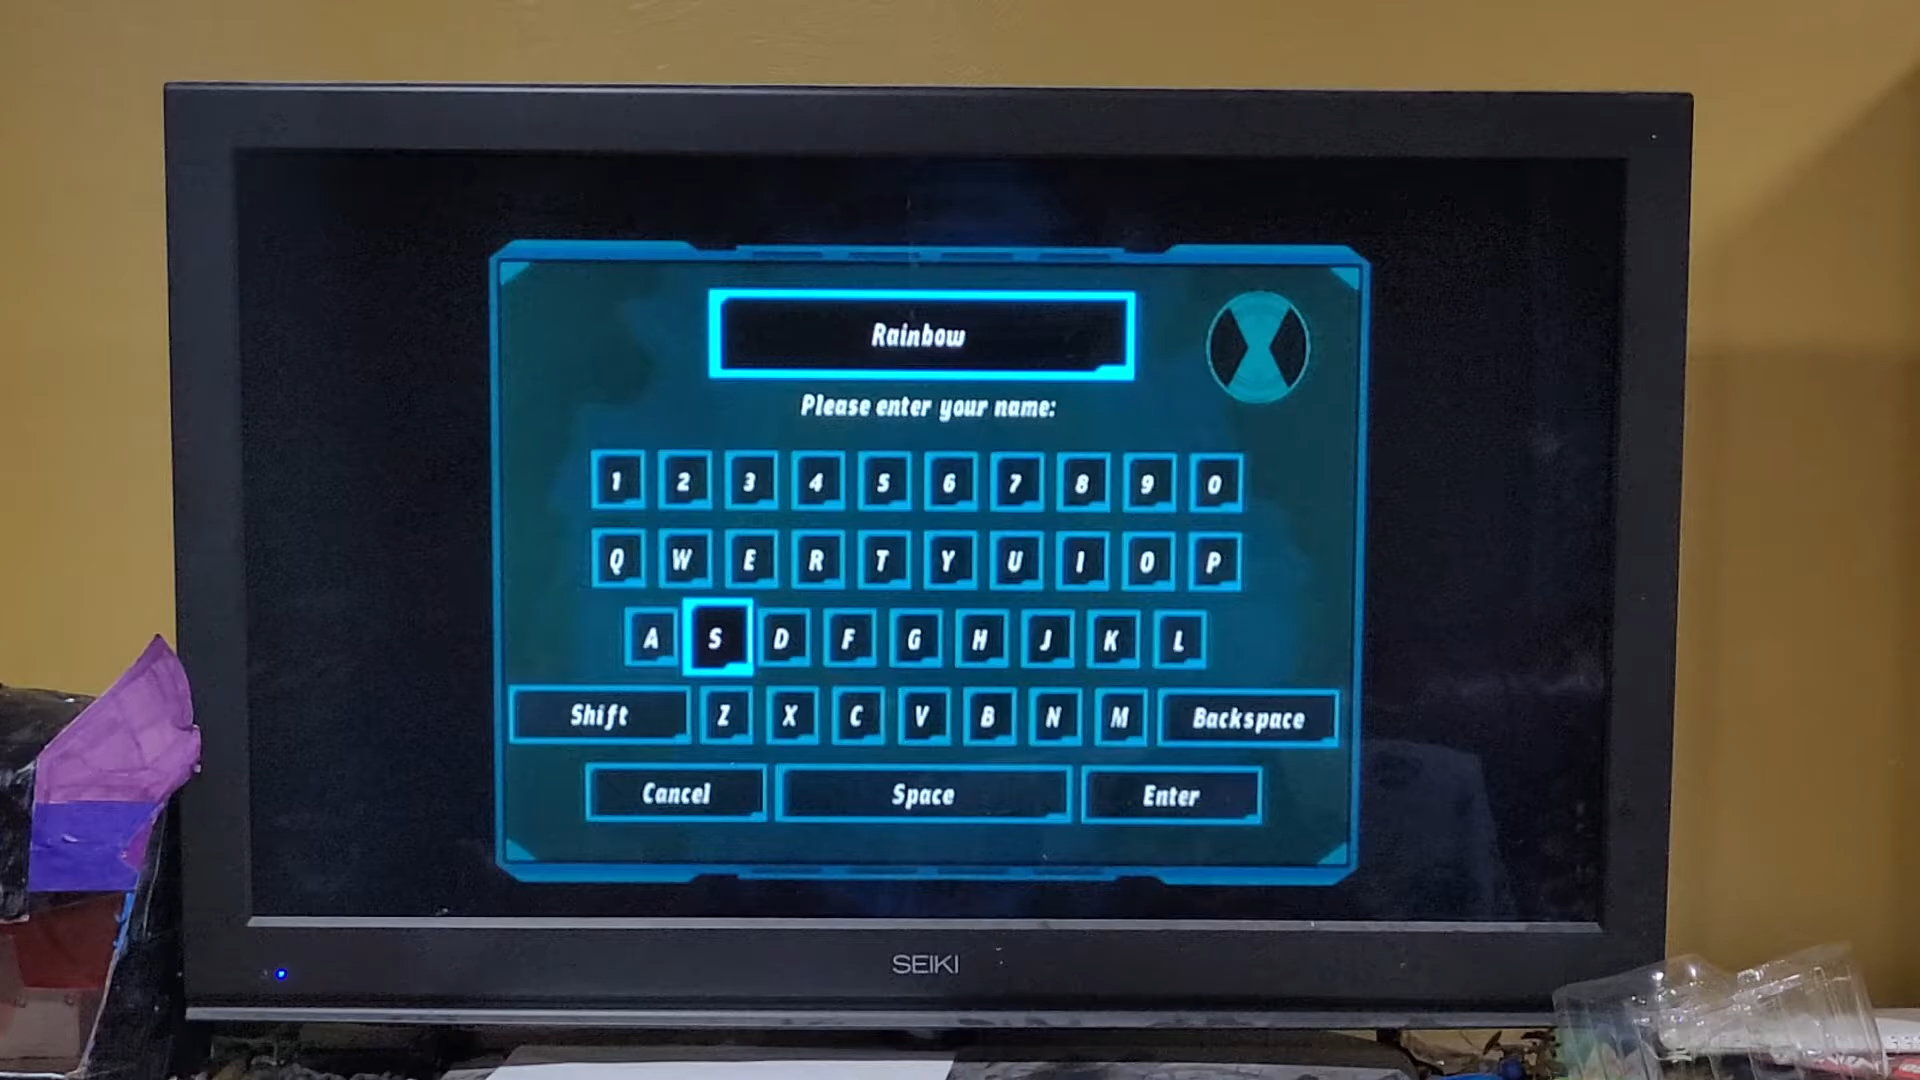 Rainbow
Please enter your name:
1 2 3 4 5 6 7 8 9 0
Q W E R T Y U I O P
A S D F G H J K L
Shift Z X C V B N M Backspace
Cancel Space Enter
SEIKI